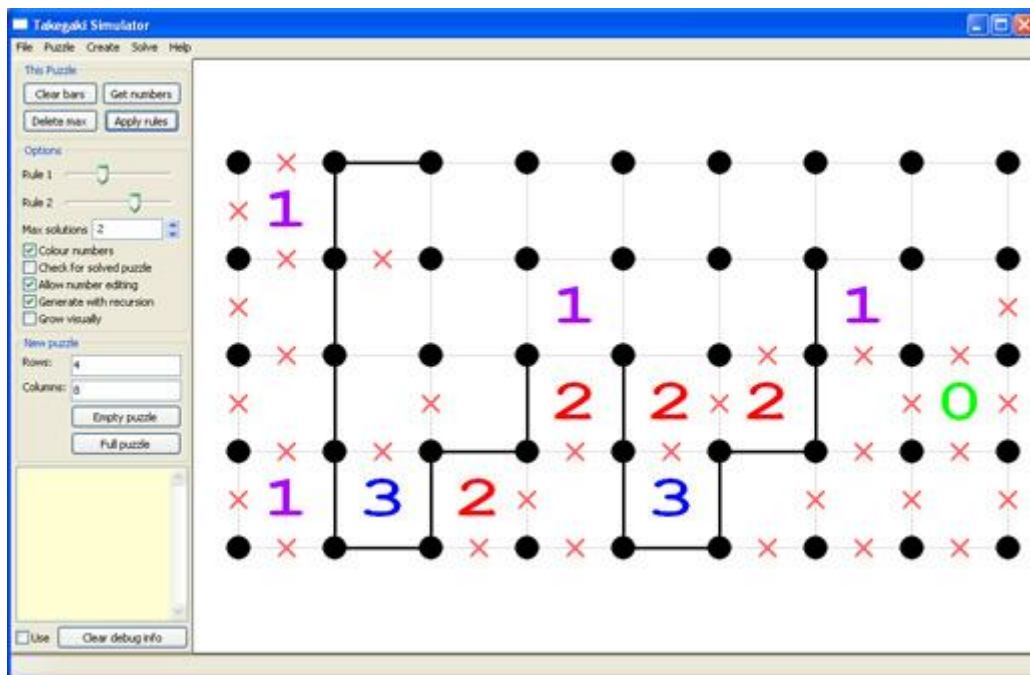 Takegaki Simulator
File Puzzle Create Solve Help
This Puzzle
Clear bars Get numbers
Delete max Apply rules
Options
Rule 1
Rule 2
Max solutions 2
Colour numbers
Check for solved puzzle
Allow number editing
Generate with recursion
Grow visually
New puzzle
Rows: 4
Columns: 8
Empty puzzle
Full puzzle
Use Clear debug info
1
1 1
2 2 2 0
1 3 2 3